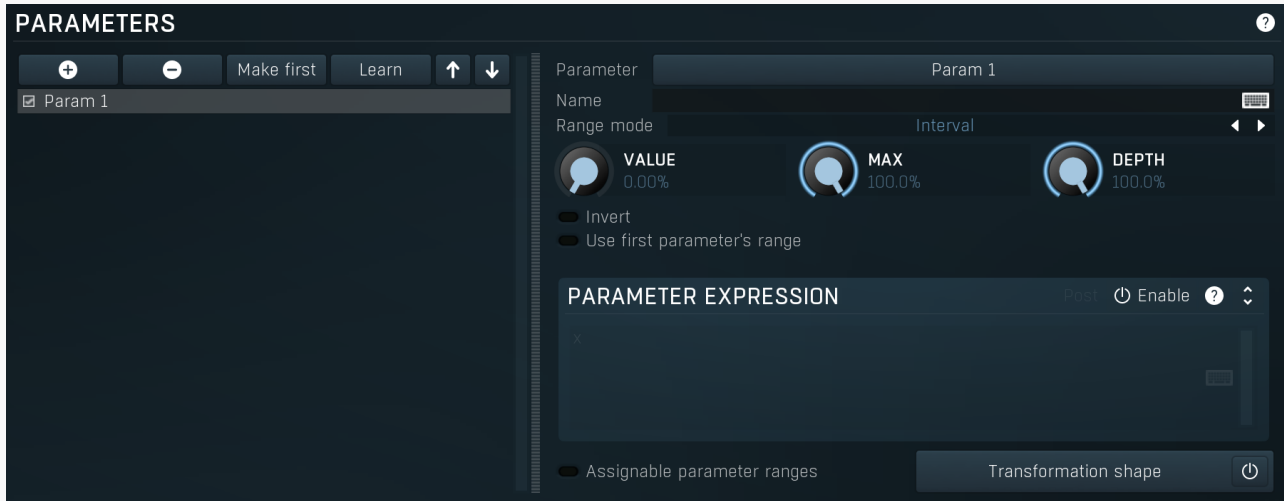 PARAMETERS
?
Make first
Learn
Param 1
Parameter
Param 1
Name
Range mode
Interval
VALUE
0.00%
MAX
100.0%
DEPTH
100.0%
Invert
Use first parameter's range
PARAMETER EXPRESSION
Post
Enable
?
x
Assignable parameter ranges
Transformation shape